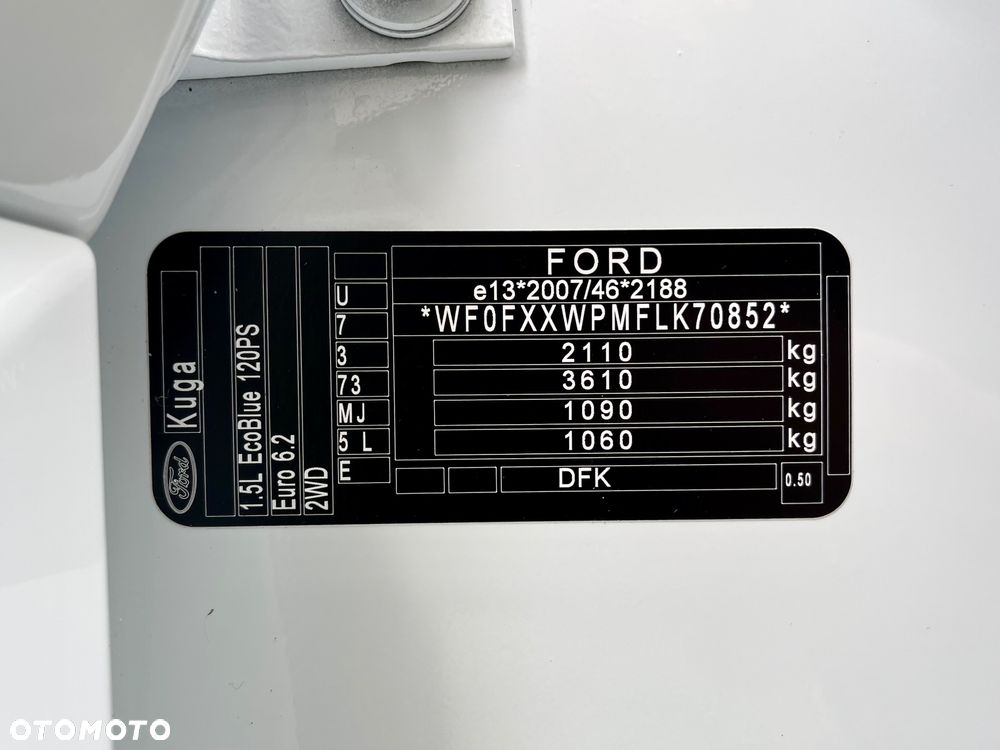 FORD
e13*2007/46*2188
*WF0FXXWPMFLK70852*
2110 kg
3610 kg
1090 kg
1060 kg
DFK
0.50
U
7
3
73
MJ
5 L
E
Ford Kuga
1.5L EcoBlue 120PS
Euro 6.2
2WD
OTOMOTO